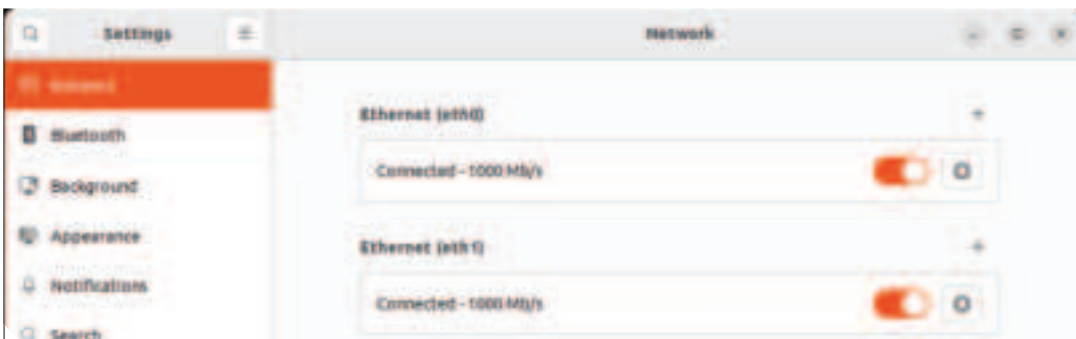 Settings
Network
Network
Bluetooth
Background
Appearance
Notifications
Search
Ethernet (eth0)
Connected - 1000 Mb/s
Ethernet (eth1)
Connected - 1000 Mb/s